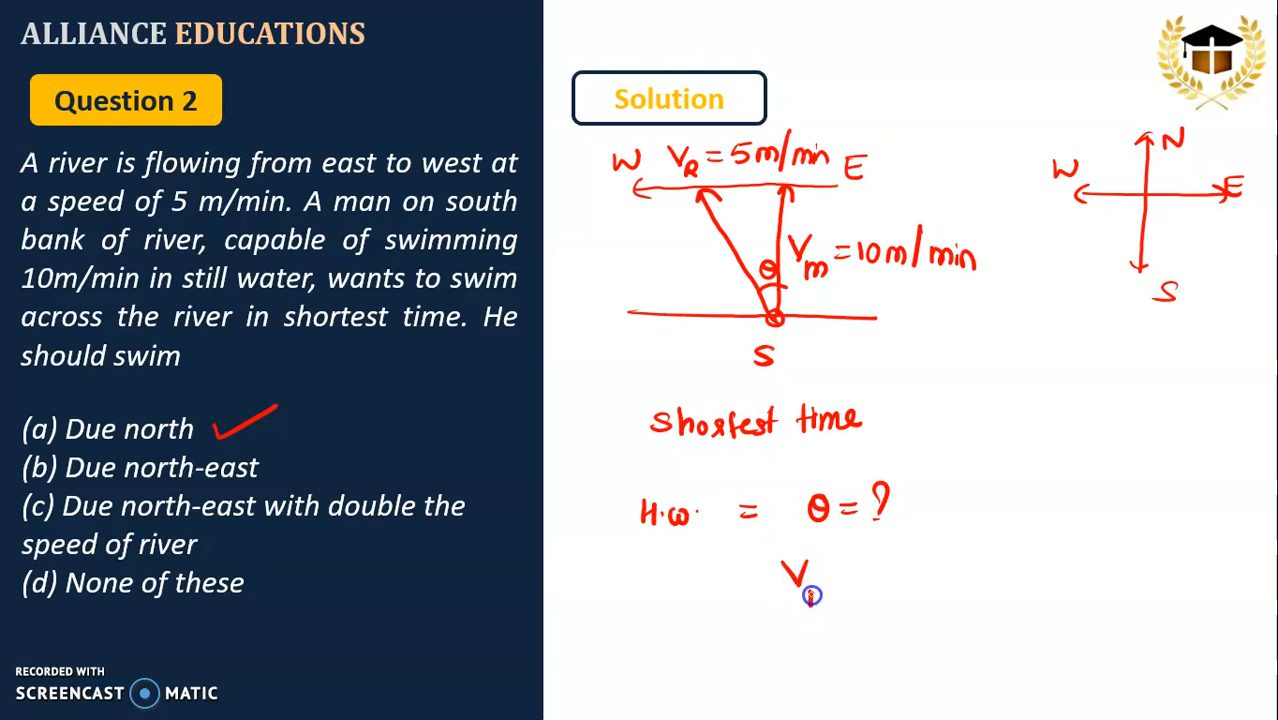 ALLIANCE EDUCATIONS
Question 2
A river is flowing from east to west at
a speed of 5 m/min. A man on south
bank of river, capable of swimming
10m/min in still water, wants to swim
across the river in shortest time. He
should swim
(a) Due north
(b) Due north-east
(c) Due north-east with double the
speed of river
(d) None of these
RECORDED WITH
SCREENCAST MATIC
Solution
W V_R = 5m/min E
θ V_m = 10m/min
S
N
W E
S
Shortest time
H.W. = θ = ?
V